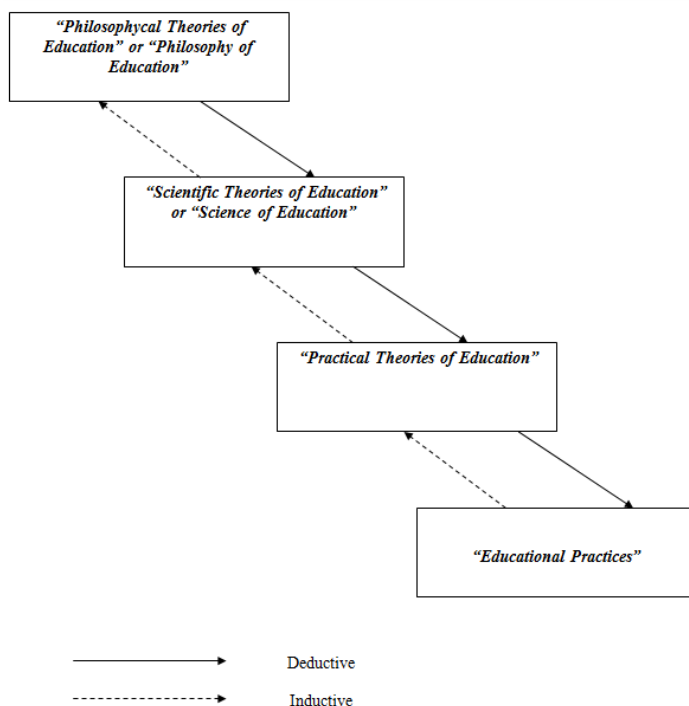 “Philosophycal Theories of
Education” or “Philosophy of
Education”
“Scientific Theories of Education”
or “Science of Education”
“Practical Theories of Education”
“Educational Practices”
Deductive
Inductive